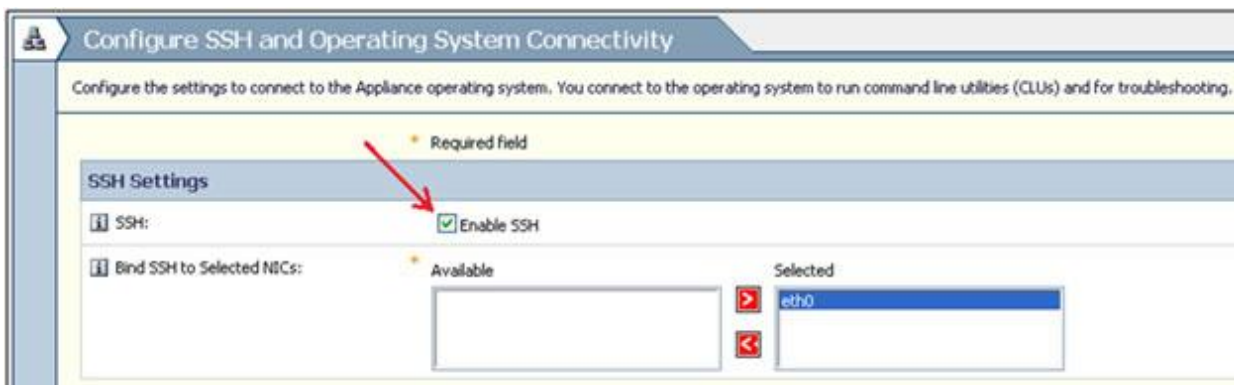 Configure SSH and Operating System Connectivity
Configure the settings to connect to the Appliance operating system. You connect to the operating system to run command line utilities (CLUs) and for troubleshooting.
* Required field
SSH Settings
SSH:
Enable SSH
Bind SSH to Selected NICs:
* Available
Selected
eth0